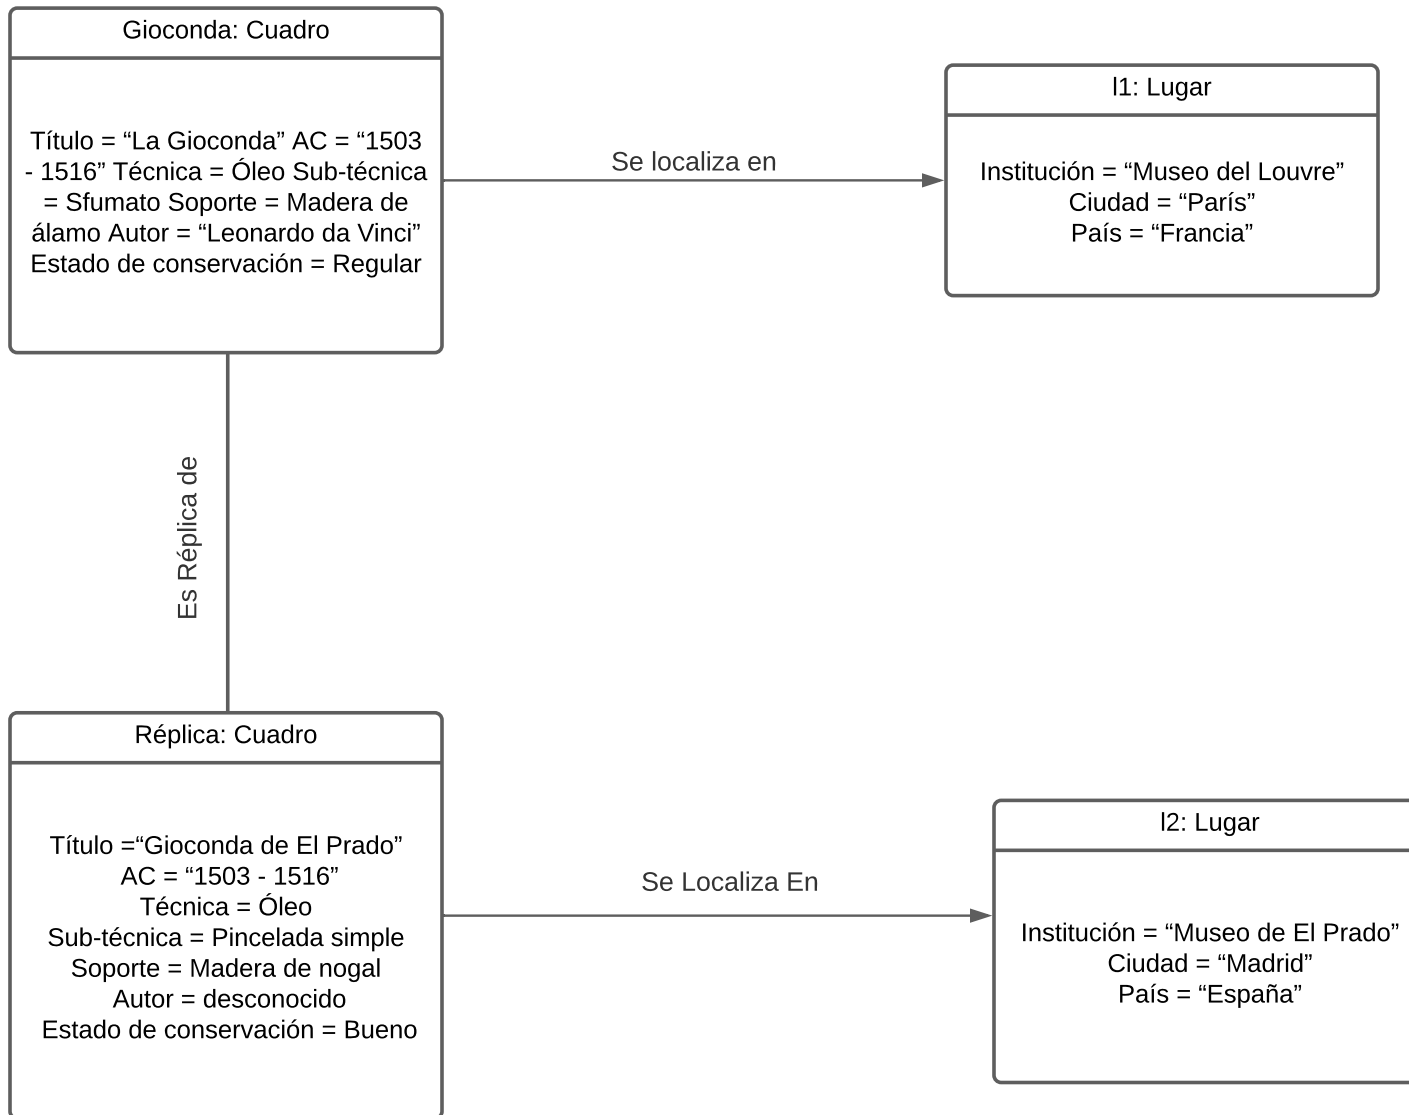 Gioconda: Cuadro
Título = “La Gioconda” AC = “1503
- 1516” Técnica = Óleo Sub-técnica
= Sfumato Soporte = Madera de
álamo Autor = “Leonardo da Vinci”
Estado de conservación = Regular
Se localiza en
l1: Lugar
Institución = “Museo del Louvre”
Ciudad = “París”
País = “Francia”
Es Réplica de
Réplica: Cuadro
Título =“Gioconda de El Prado”
AC = “1503 - 1516”
Técnica = Óleo
Sub-técnica = Pincelada simple
Soporte = Madera de nogal
Autor = desconocido
Estado de conservación = Bueno
Se Localiza En
l2: Lugar
Institución = “Museo de El Prado”
Ciudad = “Madrid”
País = “España”